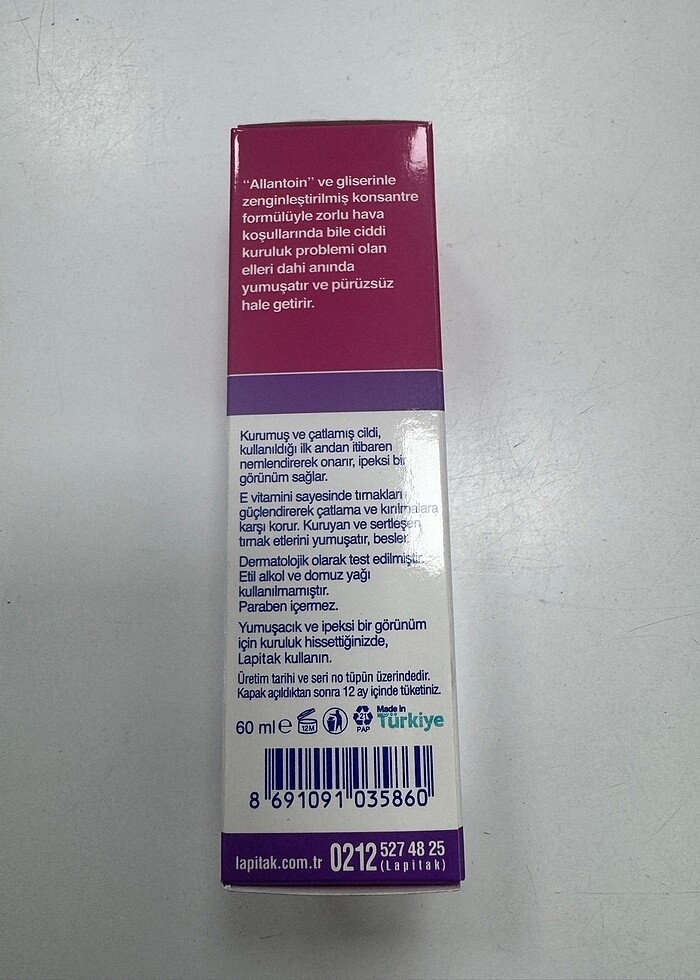 “Allantoin” ve gliserinle
zenginleştirilmiş konsantre
formülüyle zorlu hava
koşullarında bile ciddi
kuruluk problemi olan
elleri dahi anında
yumuşatır ve pürüzsüz
hale getirir.
Kurumuş ve çatlamış cildi,
kullanıldığı ilk andan itibaren
nemlendirerek onarır, ipeksi bir
görünüm sağlar.
E vitamini sayesinde tırnakları
güçlendirerek çatlama ve kırılmalara
karşı korur. Kuruyan ve sertleşen
tırnak etlerini yumuşatır, besler.
Dermatolojik olarak test edilmiştir.
Etil alkol ve domuz yağı
kullanılmamıştır.
Paraben içermez.
Yumuşacık ve ipeksi bir görünüm
için kuruluk hissettiğinizde,
Lapitak kullanın.
Üretim tarihi ve seri no tüpün üzerindedir.
Kapak açıldıktan sonra 12 ay içinde tüketiniz.
60 ml e 12M 21 PAP Made in Türkiye
8 691091 035860
lapitak.com.tr 0212 527 48 25 (Lapitak)